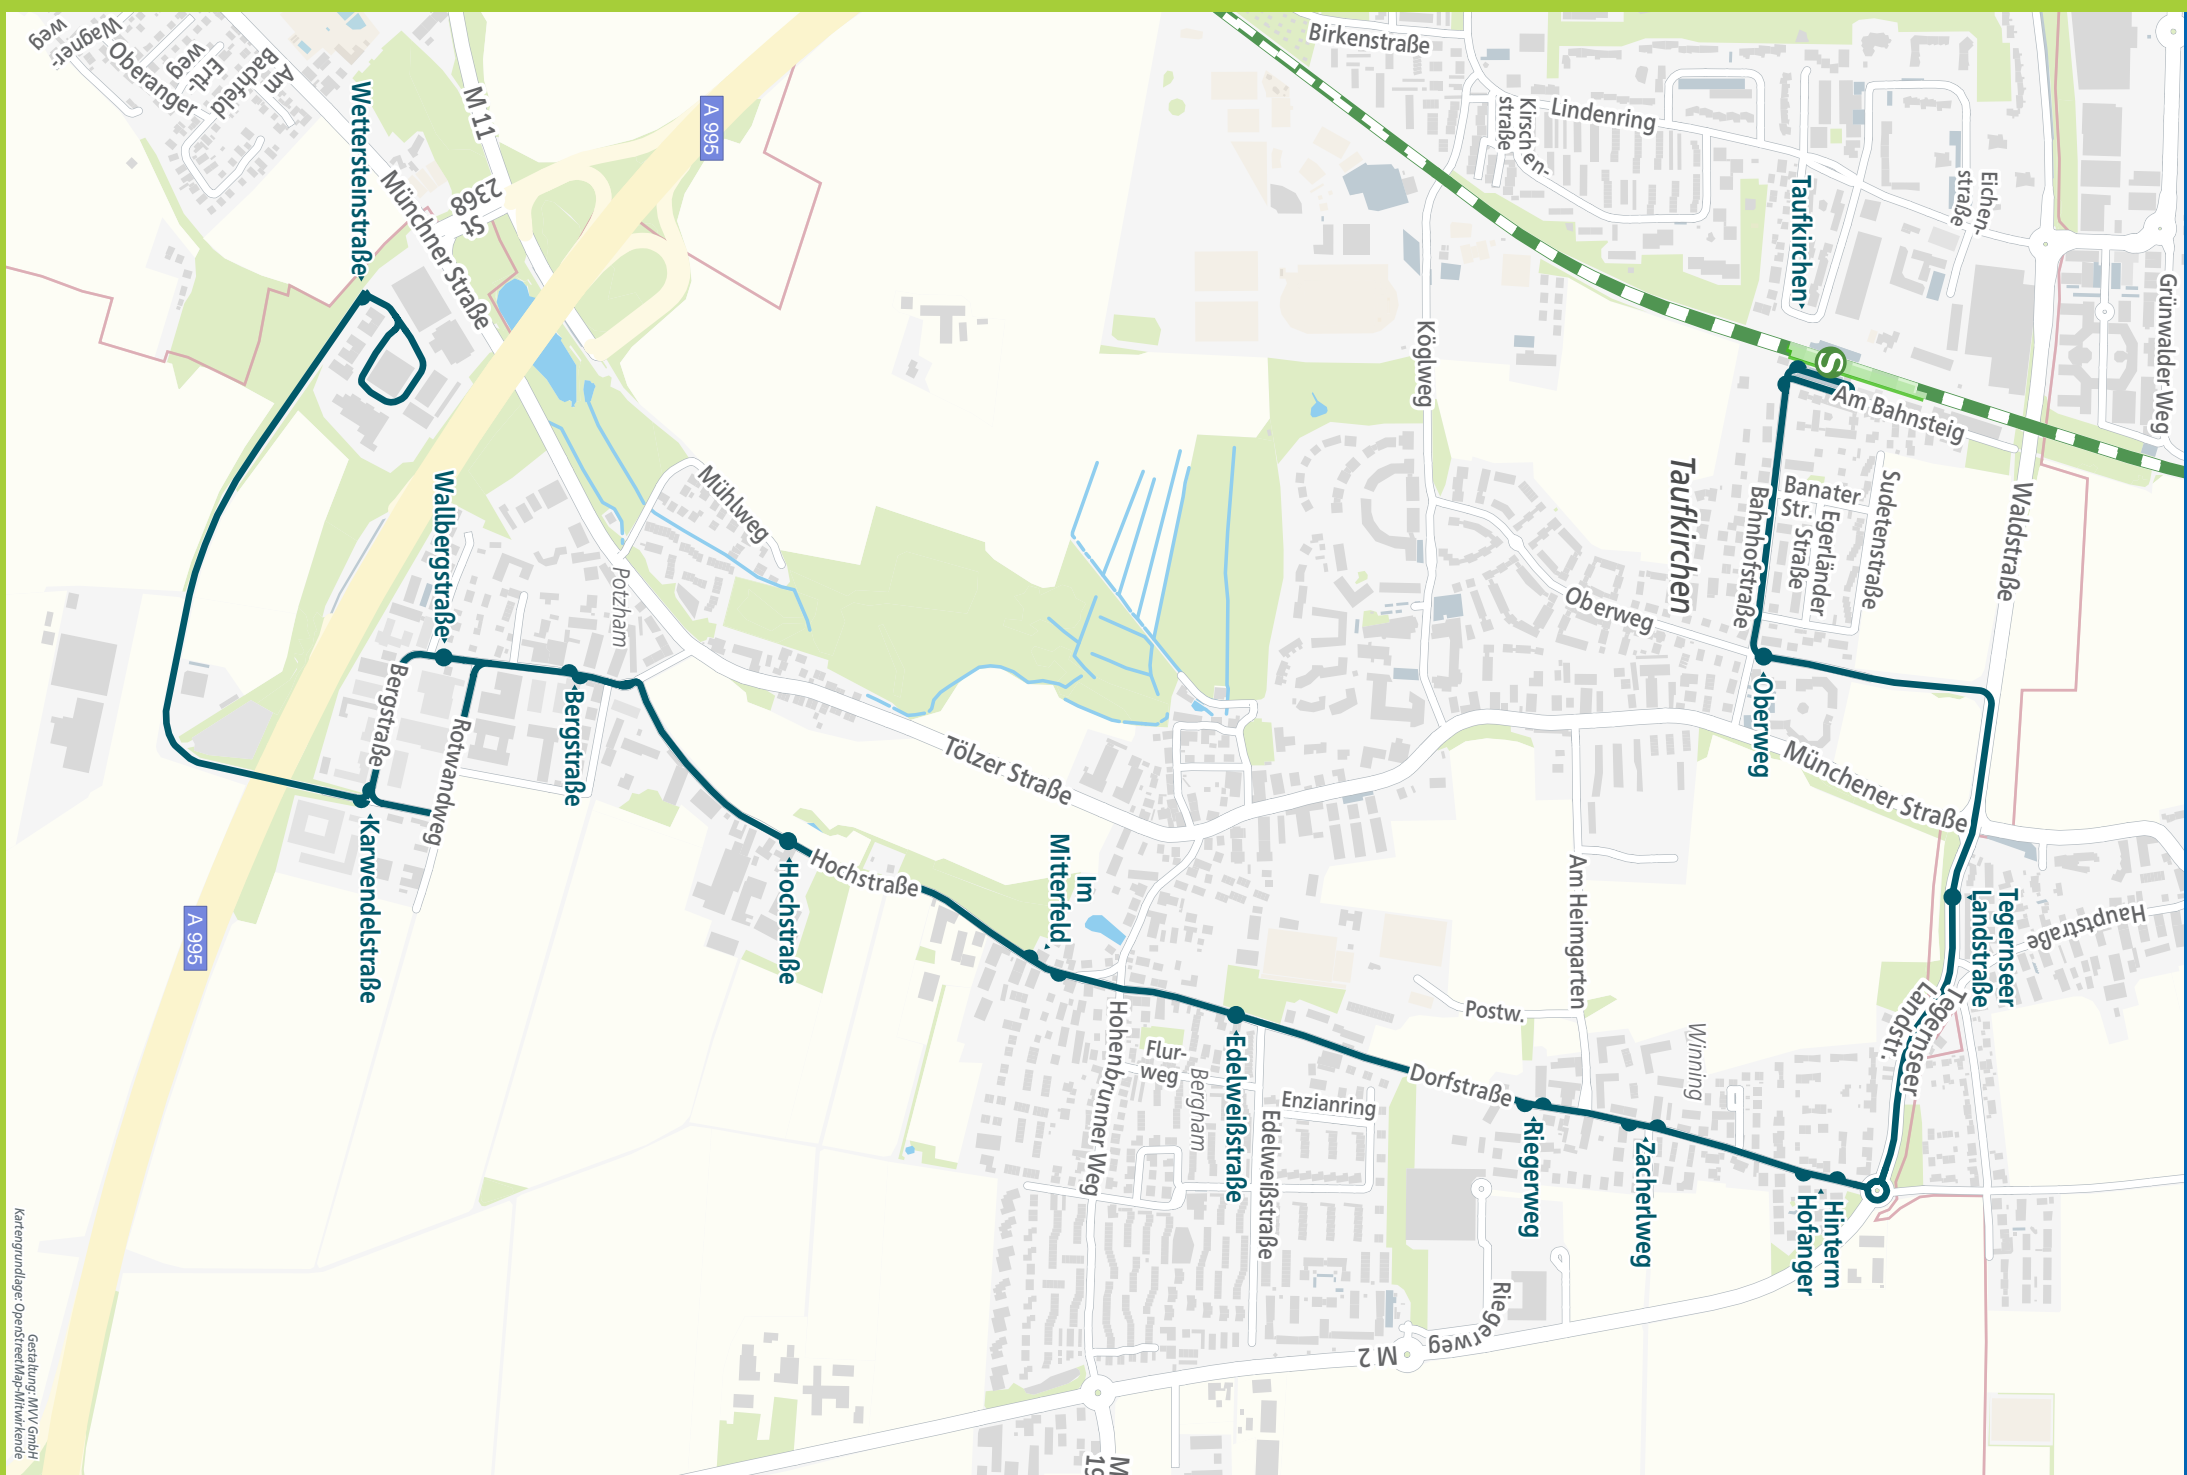 Wagner-
weg
Oberanger
Ertl-
weg
Am
Bachfeld
M 11
A 995
St
2368
Münchner Straße
Wettersteinstraße
Birkenstraße
Kirschen-
straße
Lindenring
Eichen-
straße
Taufkirchen
Grünwalder Weg
Köglweg
S
Am Bahnsteig
Waldstraße
Taufkirchen
Banater
Str.
Egerländer
Straße
Sudetenstraße
Bahnhofstraße
Oberweg
Oberweg
Münchener Straße
Mühlweg
Potzham
Wallbergstraße
Bergstraße
Bergstraße
Rotwandweg
Karwendelstraße
A 995
Tölzer Straße
Hochstraße
Hochstraße
Im
Mitterfeld
Hohenbrunner Weg
Flur-
weg
Bergham
Edelweißstraße
Edelweißstraße
Enzianring
Dorfstraße
Postw.
Am Heimgarten
Winning
Riegerweg
Zacherlweg
Hinterm
Hofanger
Tegernseer
Landstraße
Tegernseer
Landstr.
Hauptstraße
Riegerweg
M 2
M
19
Gestaltung: MVV GmbH
Kartengrundlage: OpenStreetMap-Mitwirkende